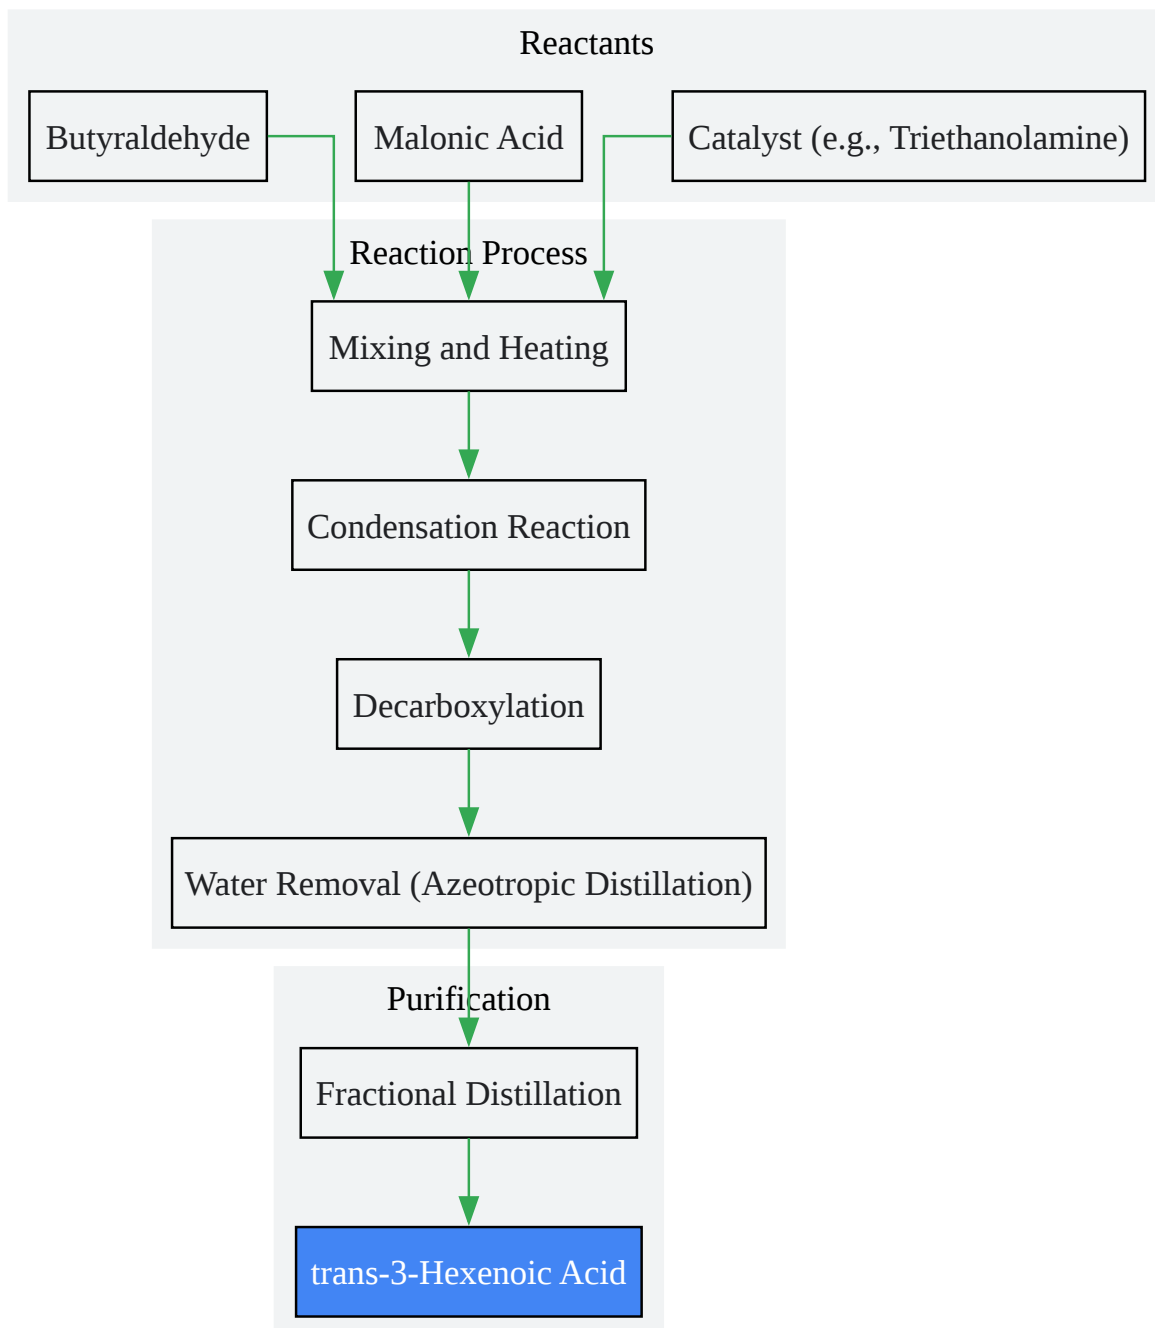 Reactants
Butyraldehyde
Malonic Acid
Catalyst (e.g., Triethanolamine)
Reaction Process
Mixing and Heating
Condensation Reaction
Decarboxylation
Water Removal (Azeotropic Distillation)
Purification
Fractional Distillation
trans-3-Hexenoic Acid